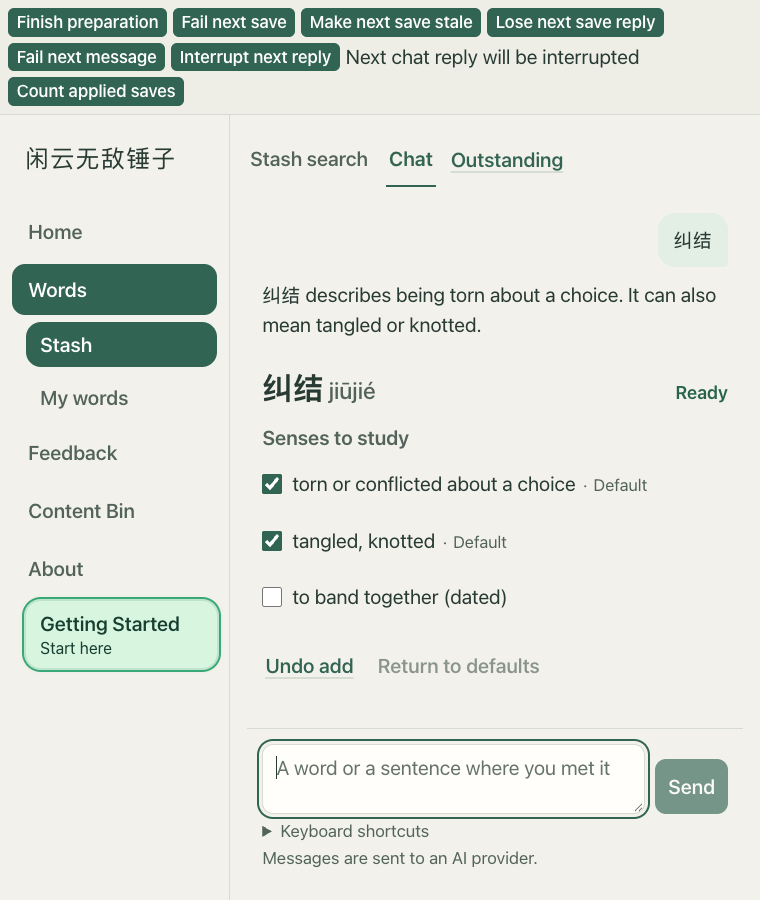 Finish preparation Fail next save Make next save stale Lose next save reply
Fail next message Interrupt next reply Next chat reply will be interrupted
Count applied saves
闲云无敌锤子
Home
Words
Stash
My words
Feedback
Content Bin
About
Getting Started
Start here
Stash search Chat Outstanding
纠结
纠结 describes being torn about a choice. It can also
mean tangled or knotted.
纠结 jiūjié Ready
Senses to study
torn or conflicted about a choice · Default
tangled, knotted · Default
to band together (dated)
Undo add Return to defaults
A word or a sentence where you met it
Send
Keyboard shortcuts
Messages are sent to an AI provider.